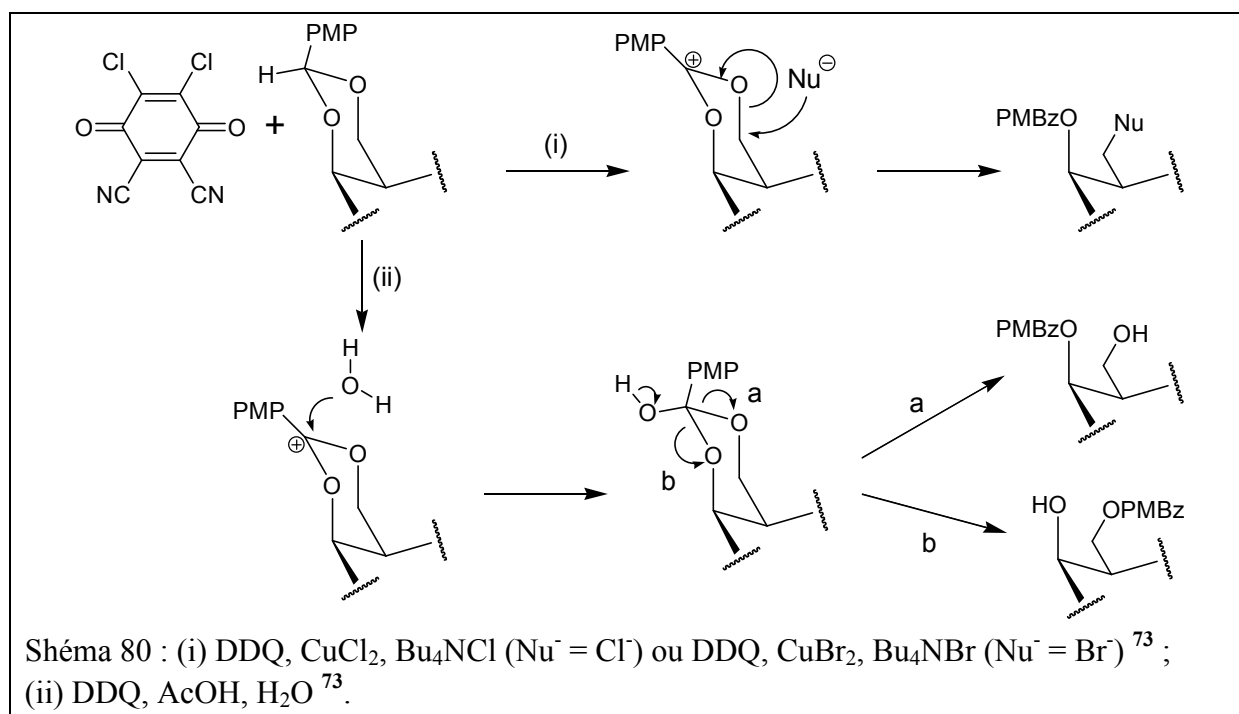 Cl Cl
O O
NC CN
+
PMP
H
O
O
(i)
PMP
⊕
O
O
Nu⊖
PMBzO Nu
(ii)
H
O
H
PMP
⊕
O
O
PMP
H
O
O
O
a
b
a
b
PMBzO OH
HO OPMBz
Shéma 80 : (i) DDQ, CuCl₂, Bu₄NCl (Nu⁻ = Cl⁻) ou DDQ, CuBr₂, Bu₄NBr (Nu⁻ = Br⁻) ⁷³ ;
(ii) DDQ, AcOH, H₂O ⁷³.